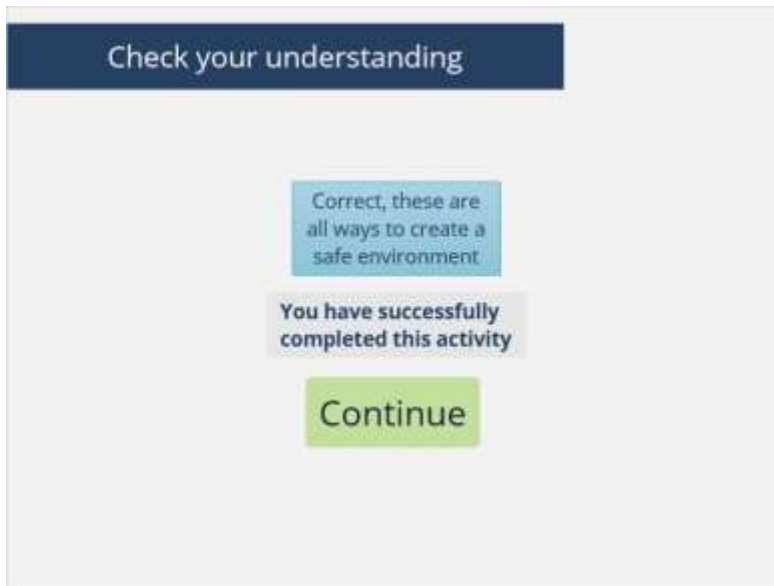 Check your understanding
Correct, these are
all ways to create a
safe environment
You have successfully
completed this activity
Continue